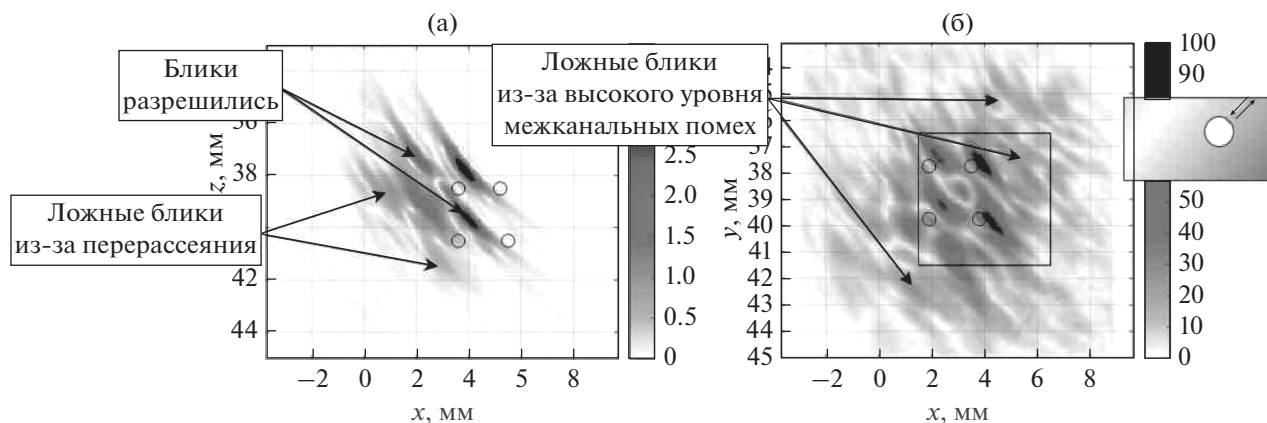 (а)
(б)
Блики
разрешились
Ложные блики
из-за высокого уровня
межканальных помех
Ложные блики
из-за перерассеяния
36
38
42
44
z, мм
−2
0
2
4
6
8
x, мм
2.5
2.0
1.5
1.0
0.5
0
38
39
40
41
42
43
44
45
y, мм
−2
0
2
4
6
8
x, мм
100
90
50
40
30
20
10
0